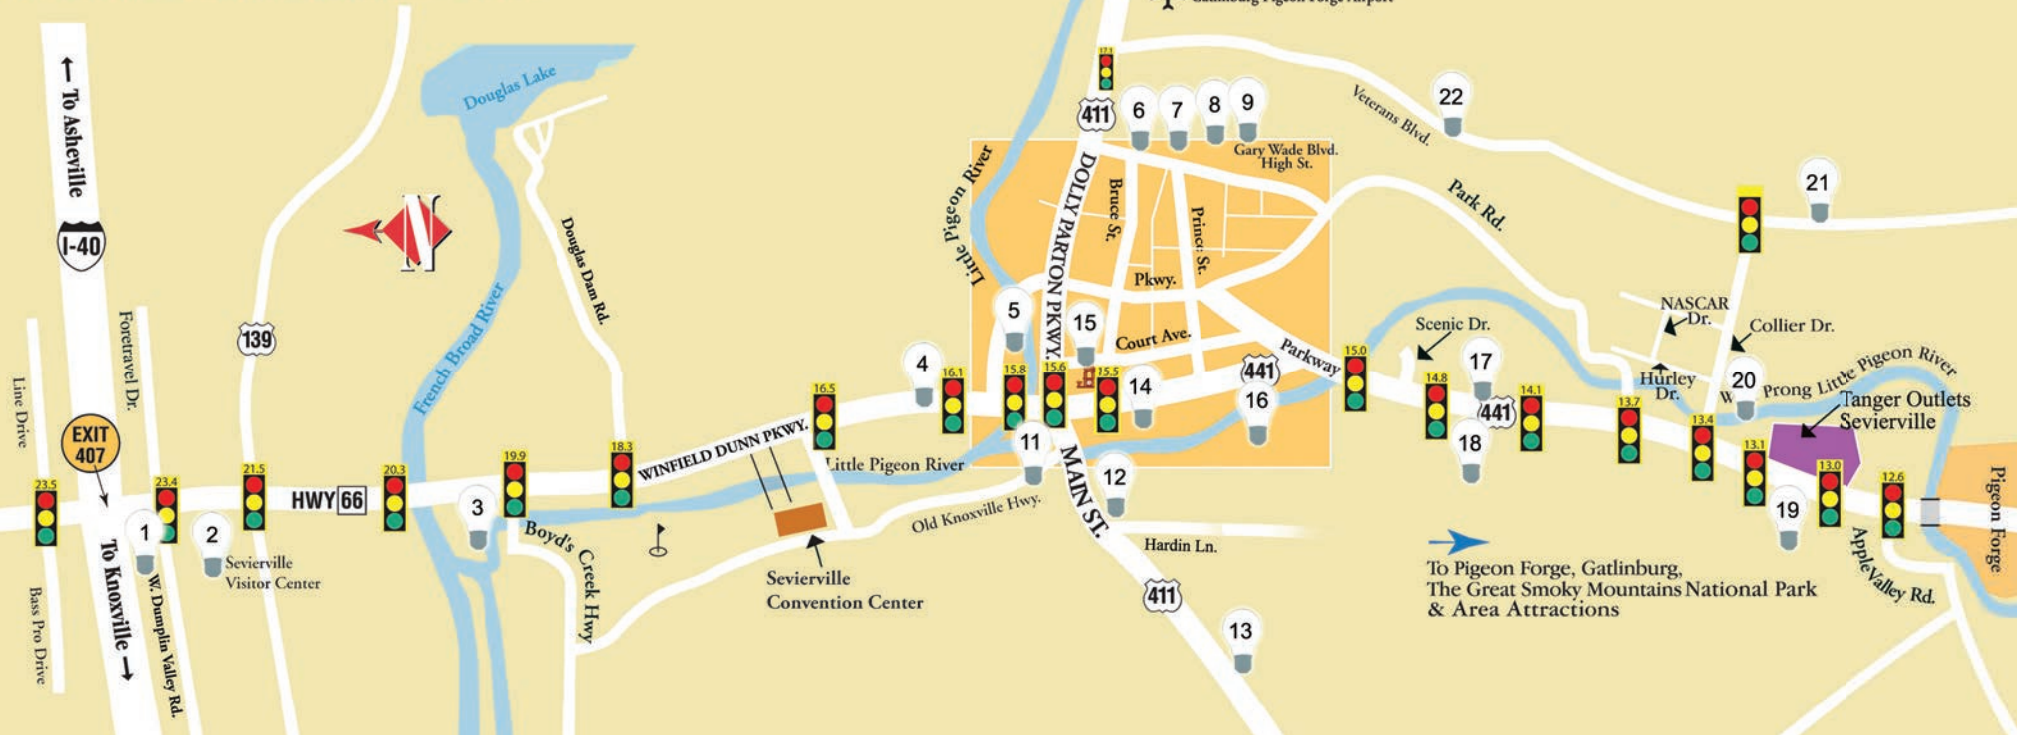 Gatlinburg Pigeon Forge Airport
17.1
← To Asheville
Douglas Lake
411
6
7
8
9
22
Veterans Blvd.
Gary Wade Blvd.
High St.
21
Little Pigeon River
DOLLY PARTON PKWY.
Bruce St.
Prince St.
Park Rd.
I-40
N
Douglas Dam Rd.
Pkwy.
French Broad River
139
Foretravel Dr.
Line Drive
5
15
Court Ave.
Parkway
Scenic Dr.
NASCAR
Dr.
Collier Dr.
Hurley
Dr.
Prong Little Pigeon River
20
4
14
441
16
17
441
18
Tanger Outlets
Sevierville
EXIT
407
23.5
23.4
21.5
20.3
19.9
18.3
16.5
16.1
15.8
15.6
15.5
15.0
14.8
14.1
13.7
13.4
13.1
13.0
12.6
HWY 66
WINFIELD DUNN PKWY.
Little Pigeon River
11
MAIN ST.
12
Old Knoxville Hwy.
Hardin Ln.
1
2
3
19
Sevierville
Visitor Center
Boyd's Creek Hwy
Sevierville
Convention Center
To Knoxville →
W. Dumplin Valley Rd.
Bass Pro Drive
411
13
To Pigeon Forge, Gatlinburg,
The Great Smoky Mountains National Park
& Area Attractions
Apple Valley Rd.
Pigeon Forge